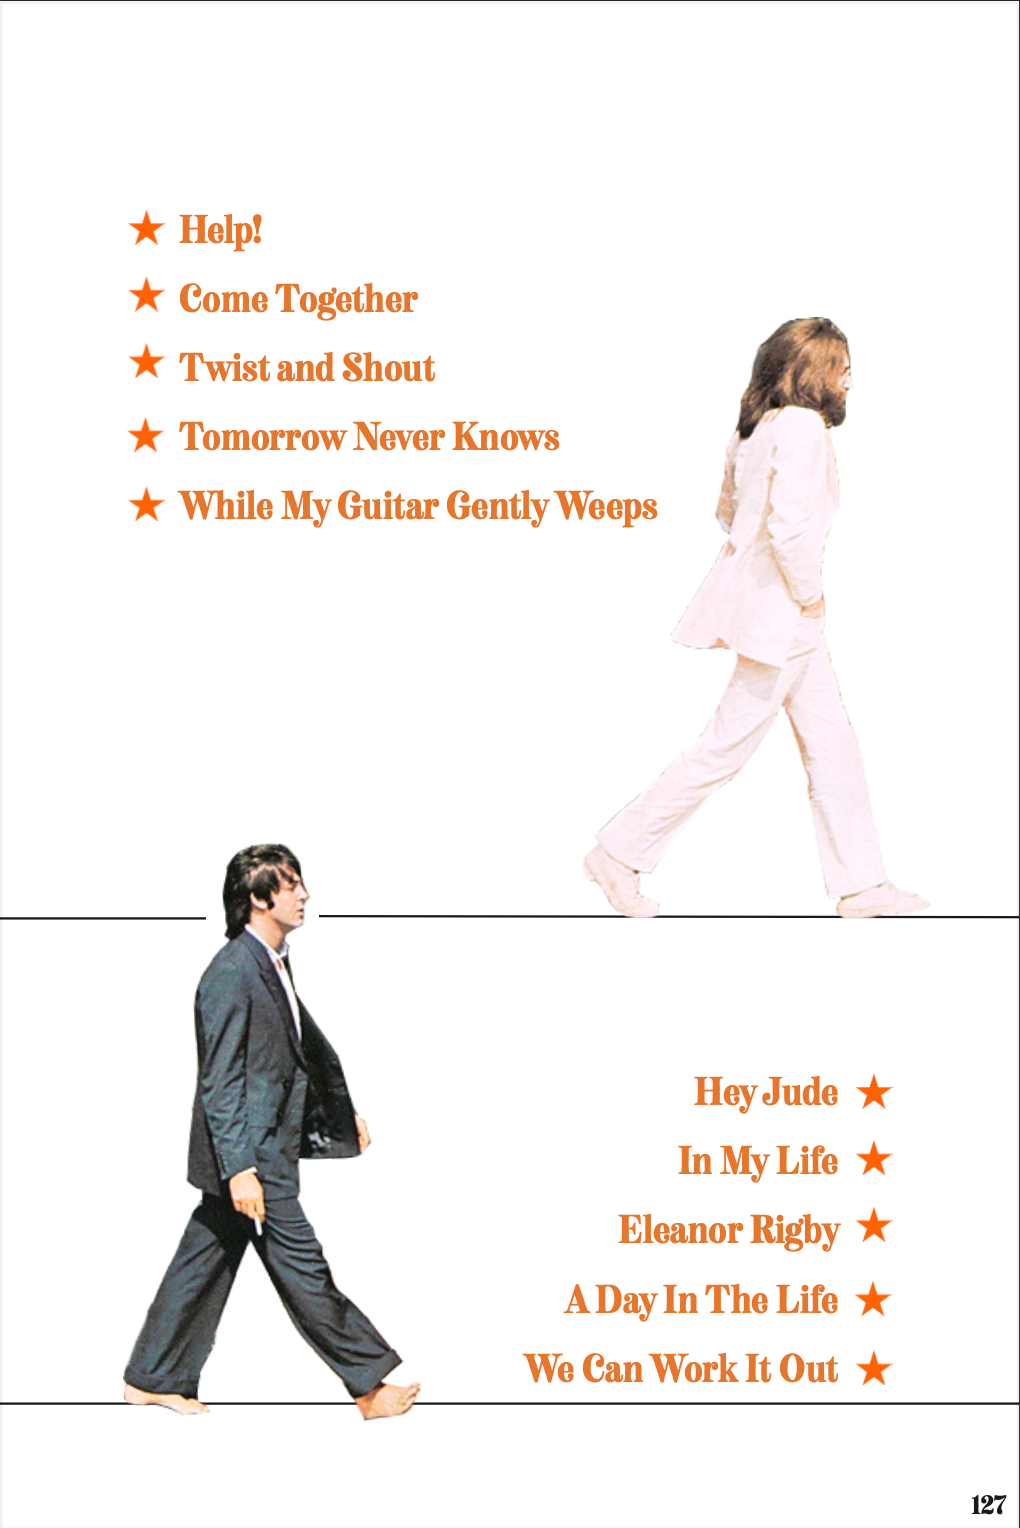 Help!
Come Together
Twist and Shout
Tomorrow Never Knows
While My Guitar Gently Weeps
Hey Jude
In My Life
Eleanor Rigby
A Day In The Life
We Can Work It Out
127